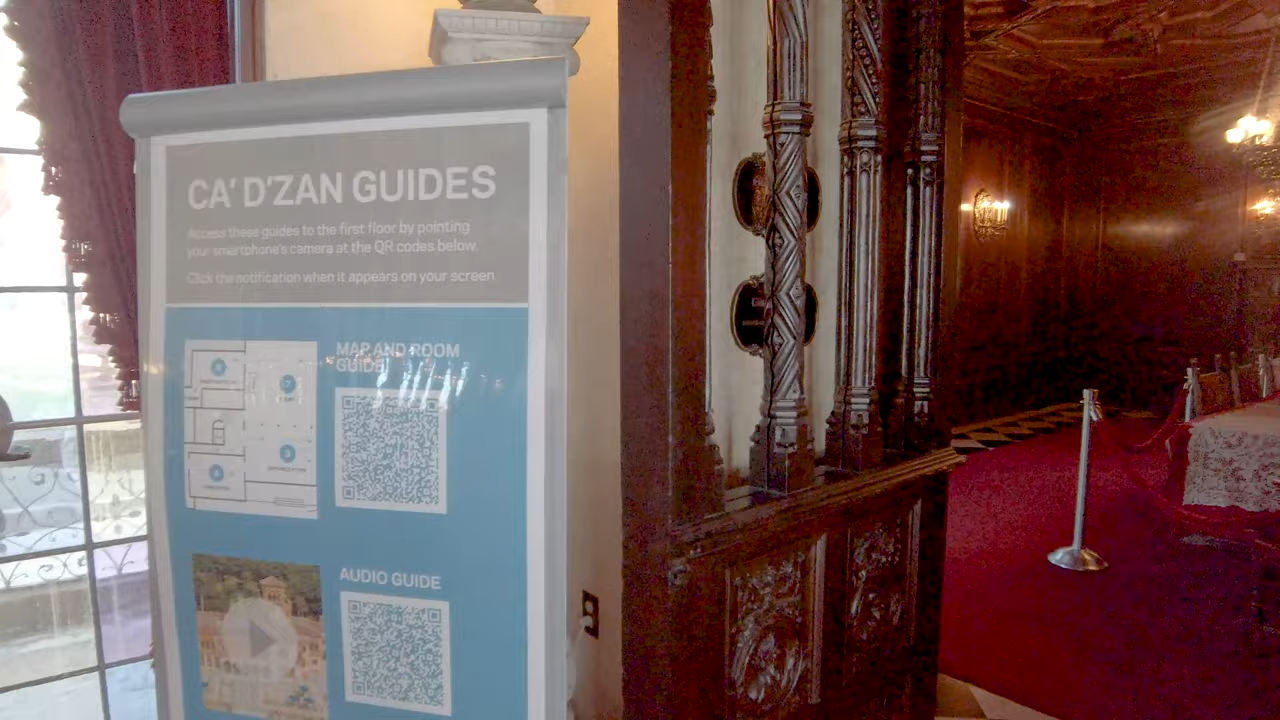 CA' D'ZAN GUIDES
Access these guides to the first floor by pointing
your smartphone's camera at the QR codes below.
Click the notification when it appears on your screen
MAP AND ROOM
GUIDE
AUDIO GUIDE